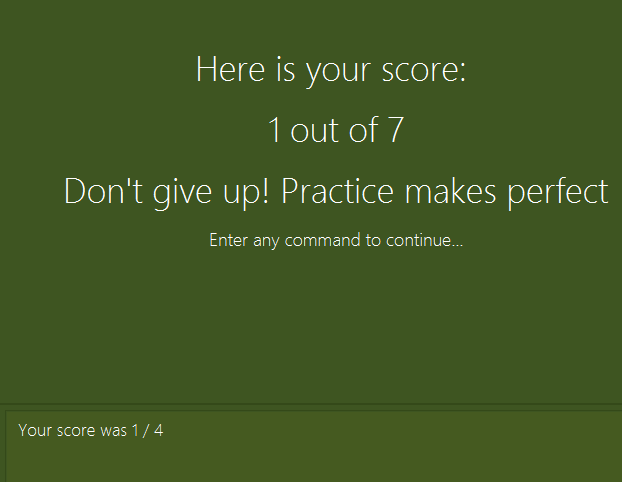 Here is your score:
1 out of 7
Don't give up! Practice makes perfect
Enter any command to continue...
Your score was 1 / 4